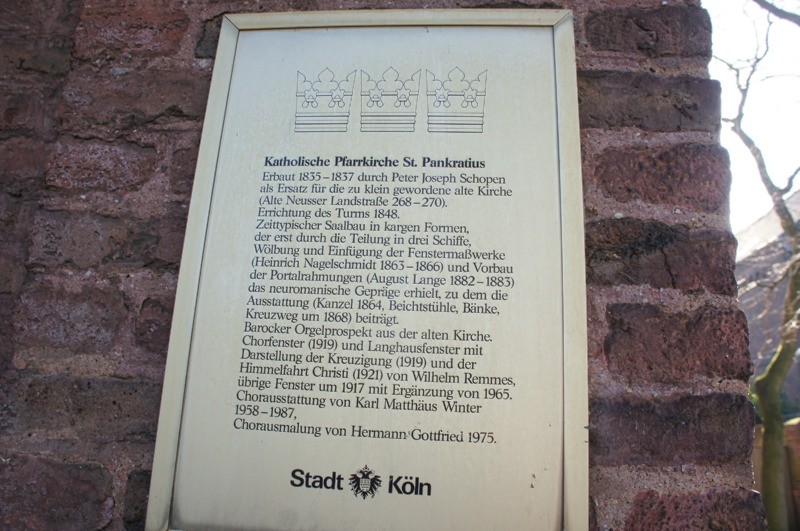 Katholische Pfarrkirche St. Pankratius
Erbaut 1835–1837 durch Peter Joseph Schopen
als Ersatz für die zu klein gewordene alte Kirche
(Alte Neusser Landstraße 268–270).
Errichtung des Turms 1848.
Zeittypischer Saalbau in kargen Formen,
der erst durch die Teilung in drei Schiffe,
Wölbung und Einfügung der Fenstermaßwerke
(Heinrich Nagelschmidt 1863–1866) und Vorbau
der Portalrahmungen (August Lange 1882–1883)
das neuromanische Gepräge erhielt, zu dem die
Ausstattung (Kanzel 1864, Beichtstühle, Bänke,
Kreuzweg um 1868) beiträgt.
Barocker Orgelprospekt aus der alten Kirche.
Chorfenster (1919) und Langhausfenster mit
Darstellung der Kreuzigung (1919) und der
Himmelfahrt Christi (1921) von Wilhelm Remmes,
übrige Fenster um 1917 mit Ergänzung von 1965.
Chorausstattung von Karl Matthäus Winter
1958–1987,
Chorausmalung von Hermann Gottfried 1975.
Stadt Köln